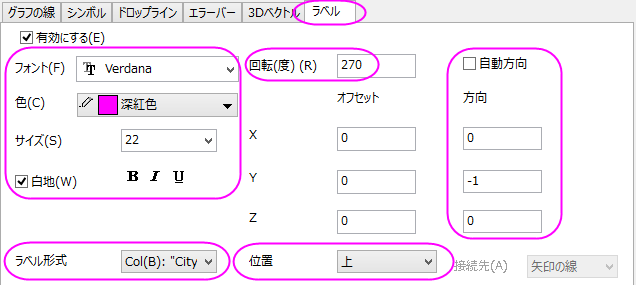 グラフの線 シンボル ドロップライン エラーバー 3Dベクトル ラベル
有効にする(E)
フォント(F) Verdana 回転(度) (R) 270 自動方向
色(C) 深紅色 オフセット 方向
サイズ(S) 22 X 0 0
白地(W) B I U Y 0 -1
Z 0 0
ラベル形式 Col(B): "City 位置 上 接続先(A) 矢印の線